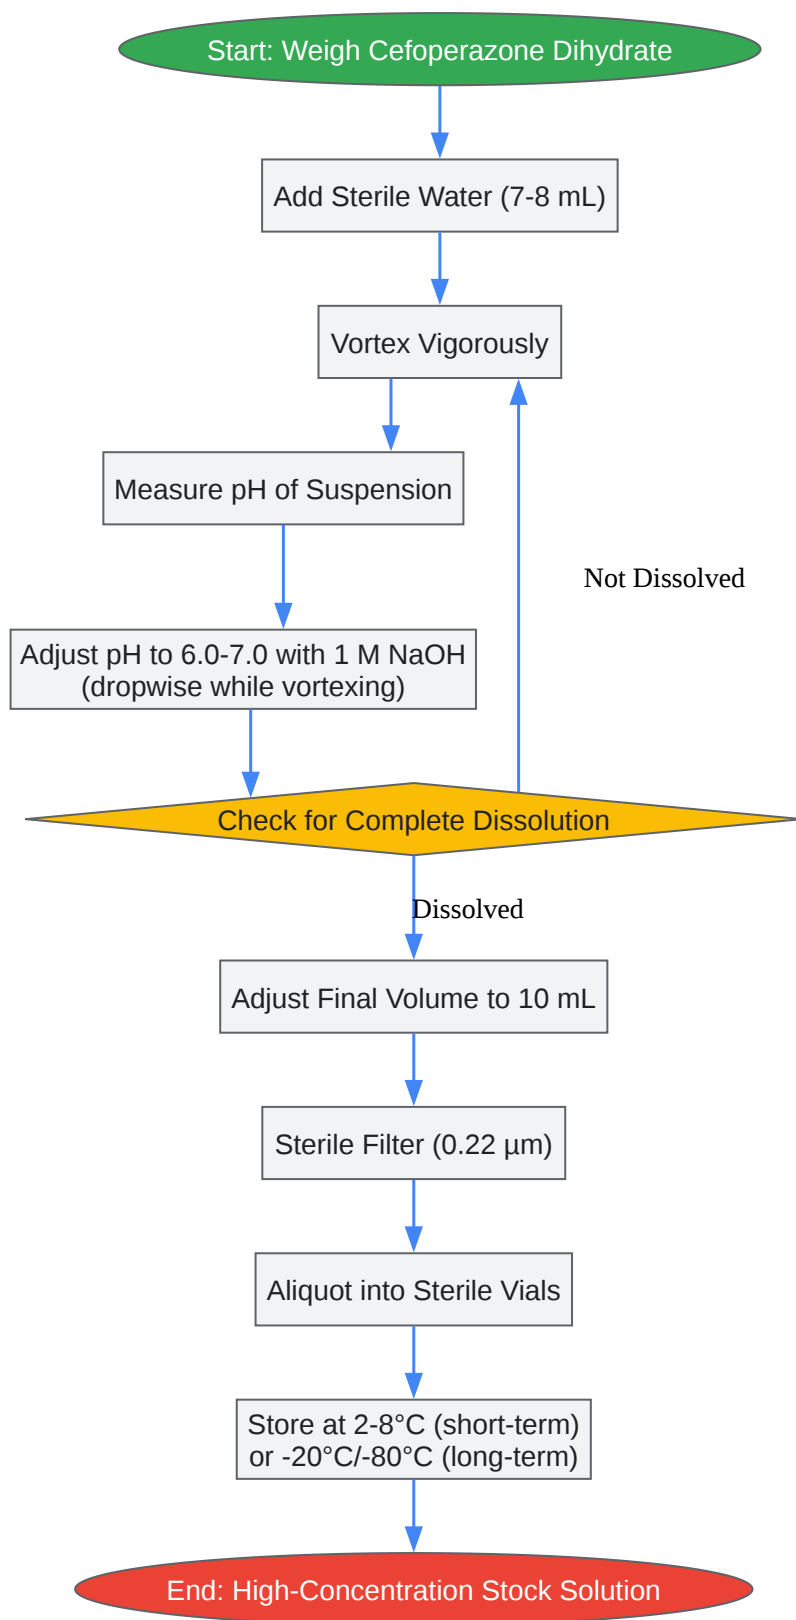 Start: Weigh Cefoperazone Dihydrate
Add Sterile Water (7-8 mL)
Vortex Vigorously
Measure pH of Suspension
Not Dissolved
Adjust pH to 6.0-7.0 with 1 M NaOH
(dropwise while vortexing)
Check for Complete Dissolution
Dissolved
Adjust Final Volume to 10 mL
Sterile Filter (0.22 µm)
Aliquot into Sterile Vials
Store at 2-8°C (short-term)
or -20°C/-80°C (long-term)
End: High-Concentration Stock Solution